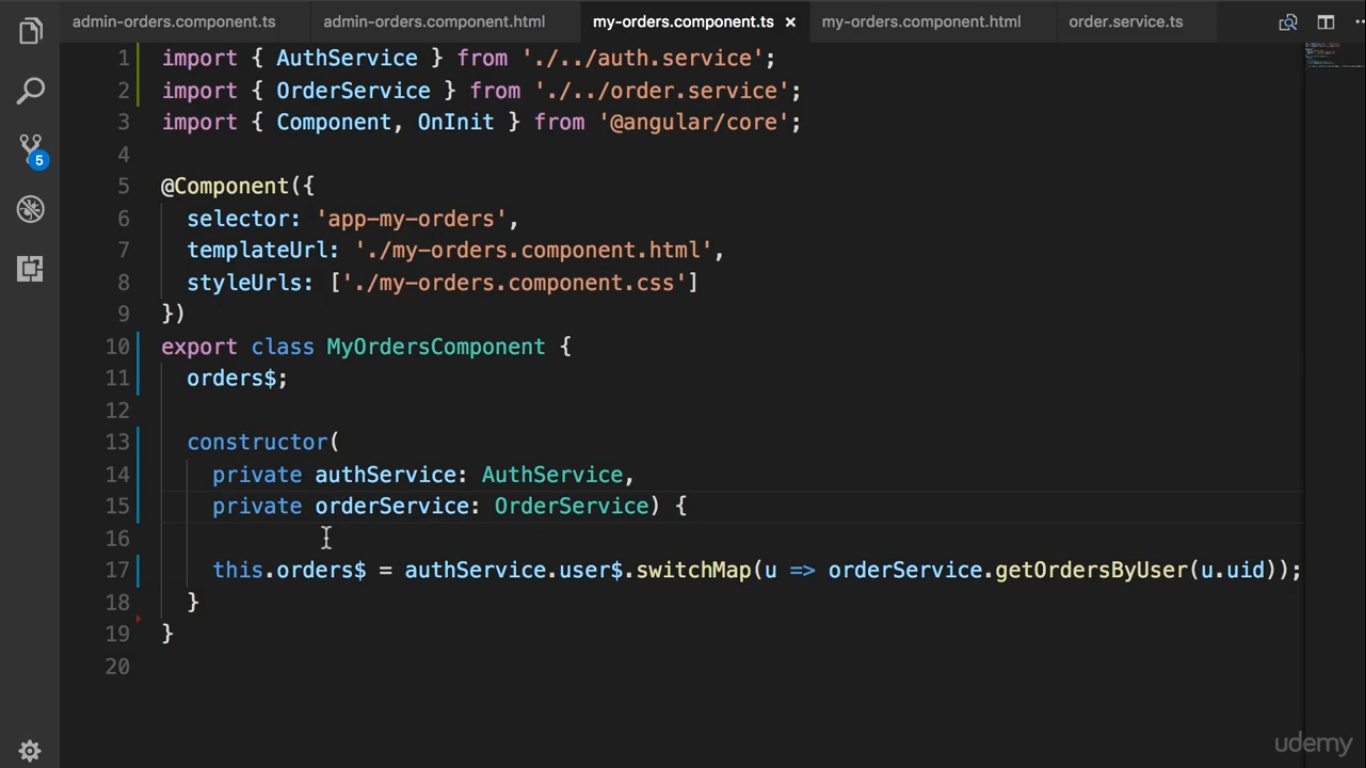 admin-orders.component.ts admin-orders.component.html my-orders.component.ts × my-orders.component.html order.service.ts
1 import { AuthService } from './../auth.service';
2 import { OrderService } from './../order.service';
3 import { Component, OnInit } from '@angular/core';
4
5 @Component({
6 selector: 'app-my-orders',
7 templateUrl: './my-orders.component.html',
8 styleUrls: ['./my-orders.component.css']
9 })
10 export class MyOrdersComponent {
11 orders$;
12
13 constructor(
14 private authService: AuthService,
15 private orderService: OrderService) {
16
17 this.orders$ = authService.user$.switchMap(u => orderService.getOrdersByUser(u.uid));
18 }
19 }
20
5
udemy